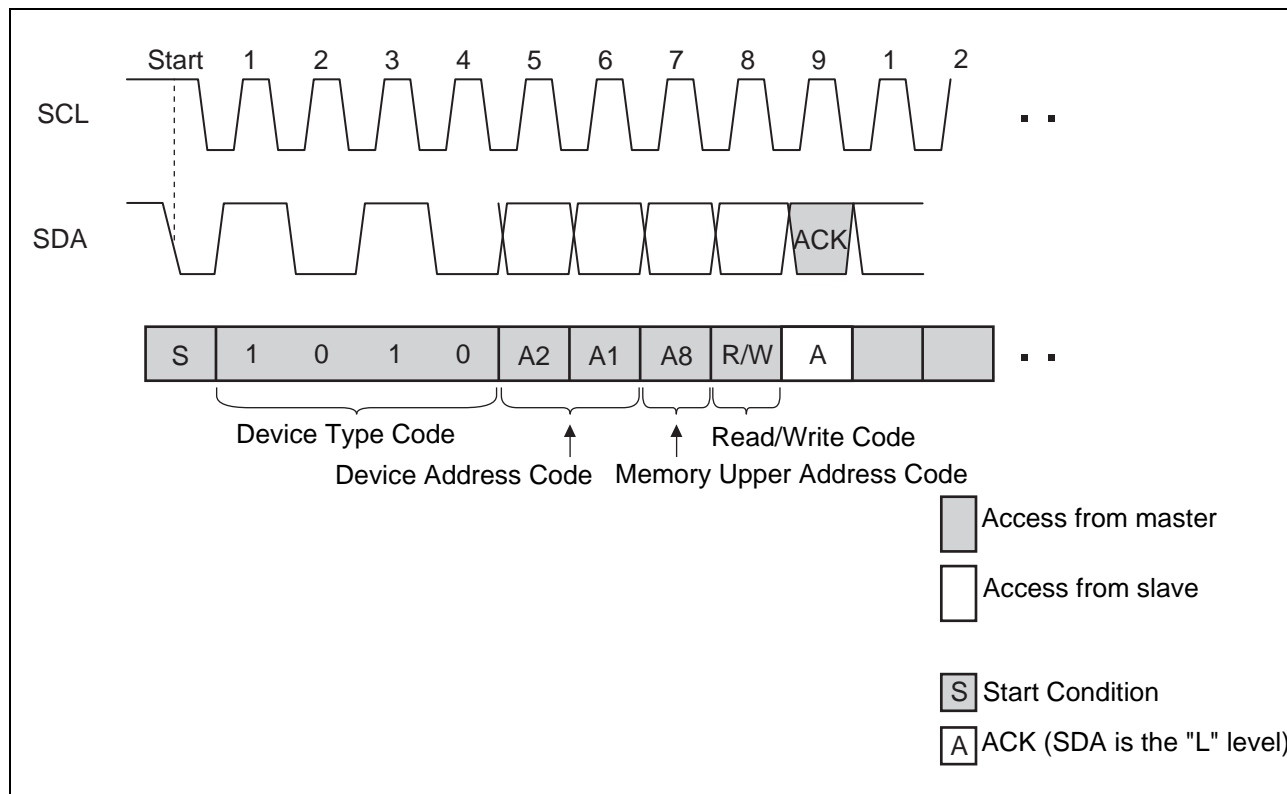 Start 1 2 3 4 5 6 7 8 9 1 2
SCL
SDA
ACK
S 1 0 1 0 A2 A1 A8 R/W A
Device Type Code
Read/Write Code
Device Address Code
Memory Upper Address Code
Access from master
Access from slave
S Start Condition
A ACK (SDA is the "L" level)